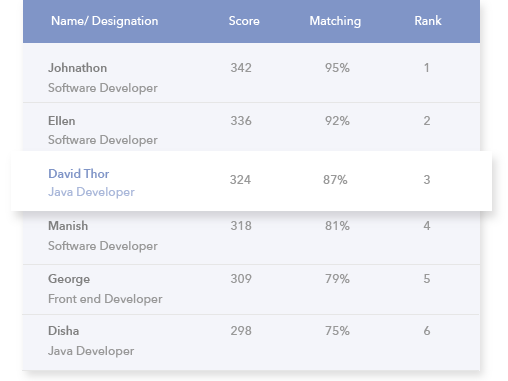 Name/ Designation Score Matching Rank
Johnathon 342 95% 1
Software Developer
Ellen 336 92% 2
Software Developer
David Thor 324 87% 3
Java Developer
Manish 318 81% 4
Software Developer
George 309 79% 5
Front end Developer
Disha 298 75% 6
Java Developer